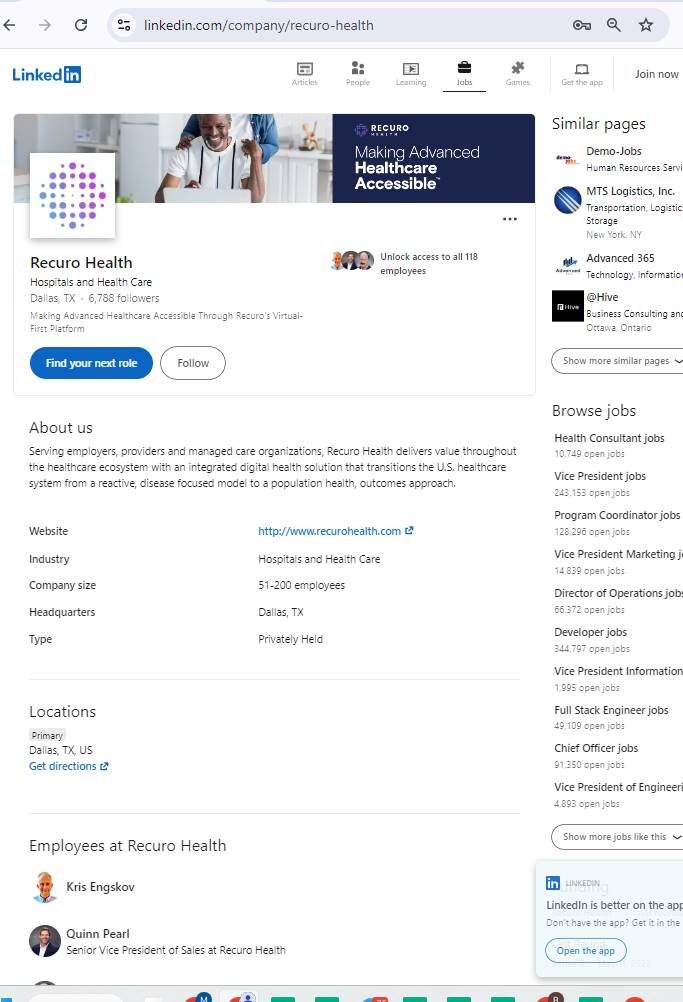 linkedin.com/company/recuro-health
Linked in
Articles
People
Learning
Jobs
Games
Get the app
Join now
RECURO
HEALTH
Making Advanced
Healthcare
Accessible™
Recuro Health
Hospitals and Health Care
Dallas, TX · 6,788 followers
Making Advanced Healthcare Accessible Through Recuro's Virtual-
First Platform
Unlock access to all 118
employees
Find your next role
Follow
About us
Serving employers, providers and managed care organizations, Recuro Health delivers value throughout
the healthcare ecosystem with an integrated digital health solution that transitions the U.S. healthcare
system from a reactive, disease focused model to a population health, outcomes approach.
Website
http://www.recurohealth.com
Industry
Hospitals and Health Care
Company size
51-200 employees
Headquarters
Dallas, TX
Type
Privately Held
Locations
Primary
Dallas, TX, US
Get directions
Employees at Recuro Health
Kris Engskov
Quinn Pearl
Senior Vice President of Sales at Recuro Health
Similar pages
Demo-Jobs
Human Resources Servi
MTS Logistics, Inc.
Transportation, Logistic
Storage
New York, NY
Advanced 365
Technology, Informatio
Hive
@Hive
Business Consulting and
Ottawa, Ontario
Show more similar pages
Browse jobs
Health Consultant jobs
10,749 open jobs
Vice President jobs
243,153 open jobs
Program Coordinator jobs
128,296 open jobs
Vice President Marketing j
14,839 open jobs
Director of Operations jobs
66,372 open jobs
Developer jobs
344,797 open jobs
Vice President Information
1,995 open jobs
Full Stack Engineer jobs
49,109 open jobs
Chief Officer jobs
91,350 open jobs
Vice President of Engineeri
4,893 open jobs
Show more jobs like this
in LINKEDIN
LinkedIn is better on the app
Don't have the app? Get it in the
Open the app